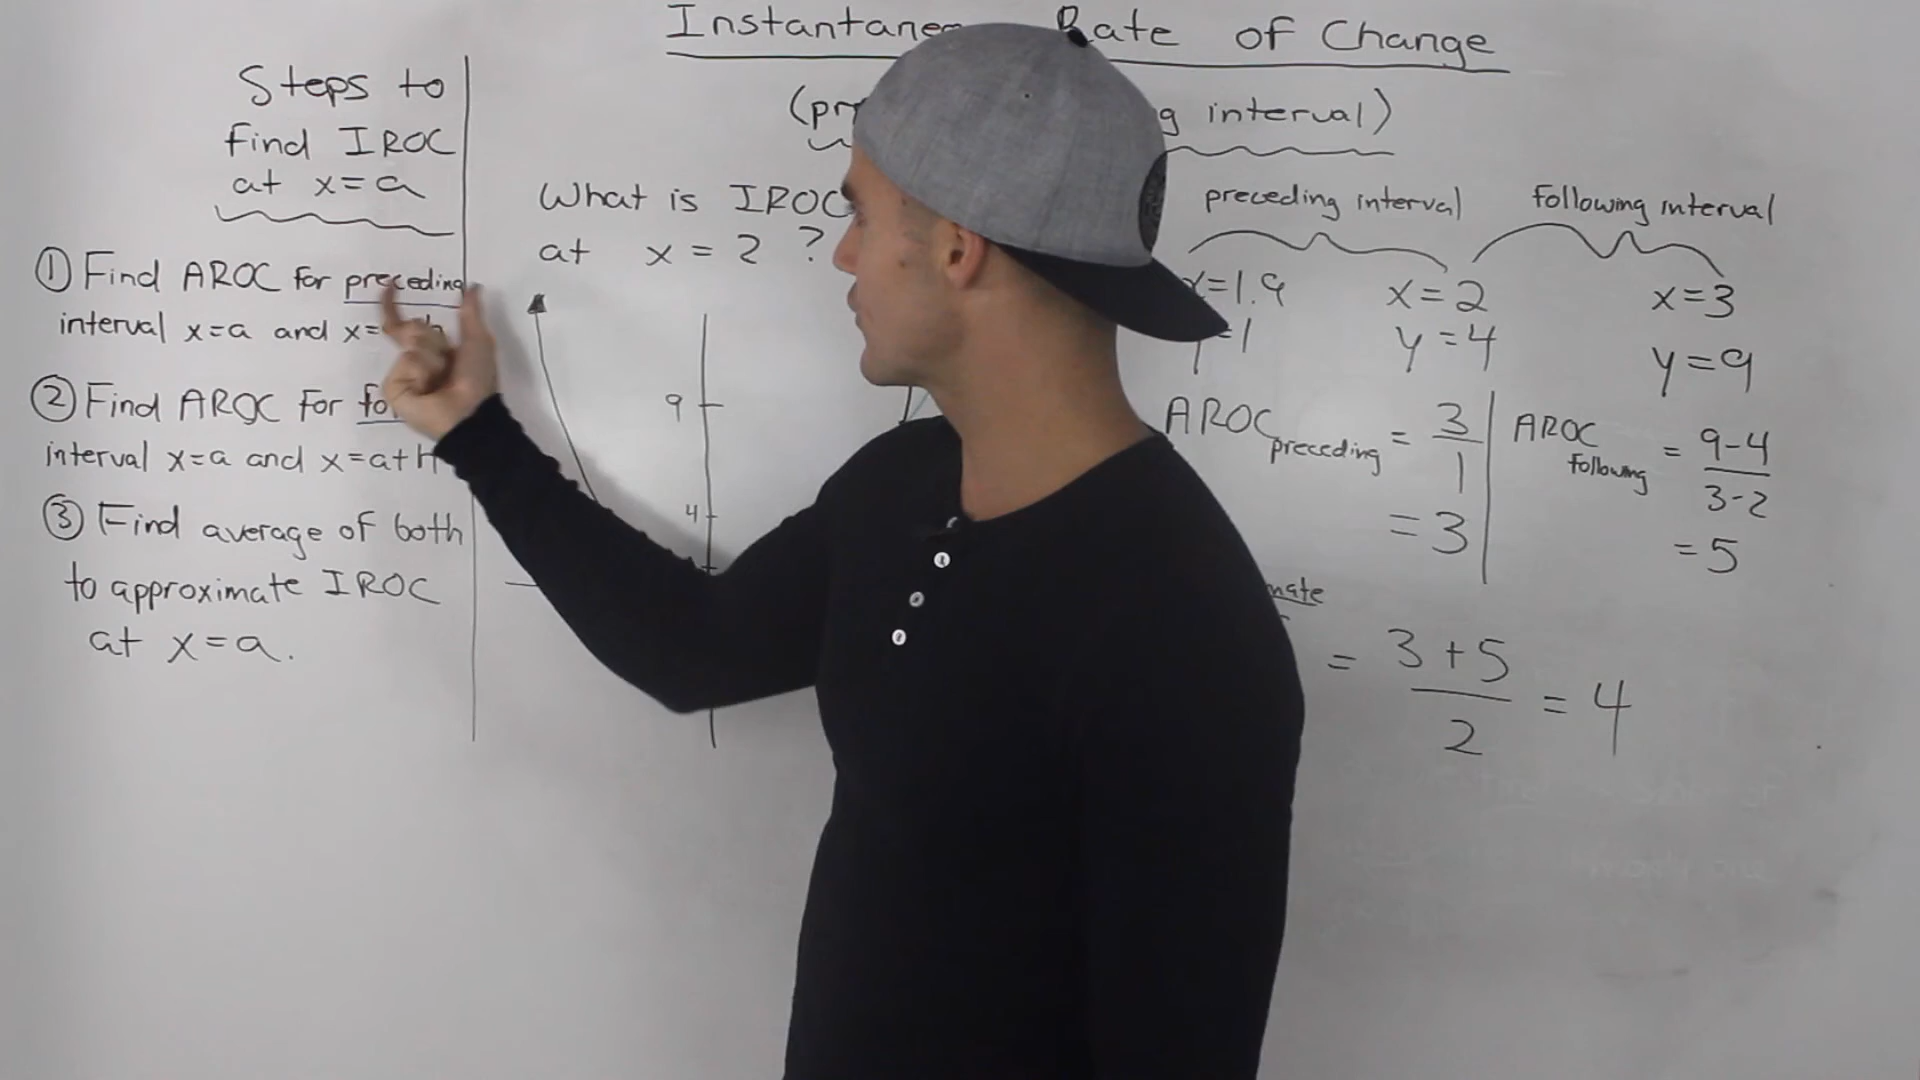 Instantane Rate of Change
(pr g interval)
Steps to
find IROC
at x=a
① Find AROC for preceding
interval x=a and x=
② Find AROC for fo
interval x=a and x=a+h
③ Find average of both
to approximate IROC
at x=a.
What is IROC
at x=2 ?
9
4
preceding interval
following interval
x=1.9 x=2 x=3
y=1 y=4 y=9
AROC preceding = 3/1
=3
AROC following = 9-4/3-2
=5
= 3+5/2 = 4